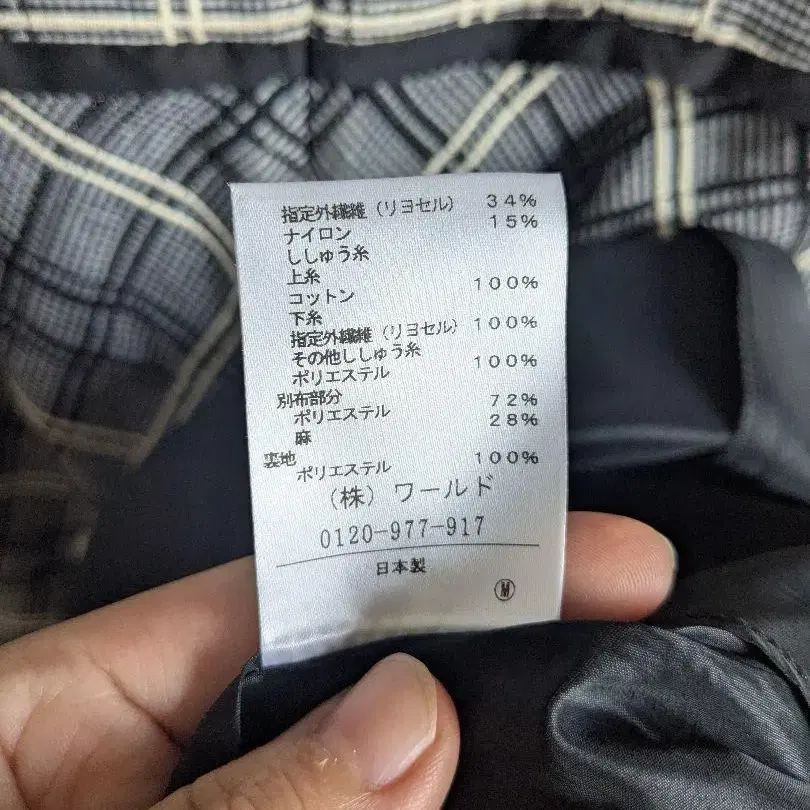 指定外繊維（リヨセル） 34%
ナイロン 15%
ししゅう糸
上糸
コットン 100%
下糸
指定外繊維（リヨセル） 100%
その他ししゅう糸
ポリエステル 100%
別布部分
ポリエステル 72%
麻 28%
裏地
ポリエステル 100%
（株）ワールド
0120-977-917
日本製
M